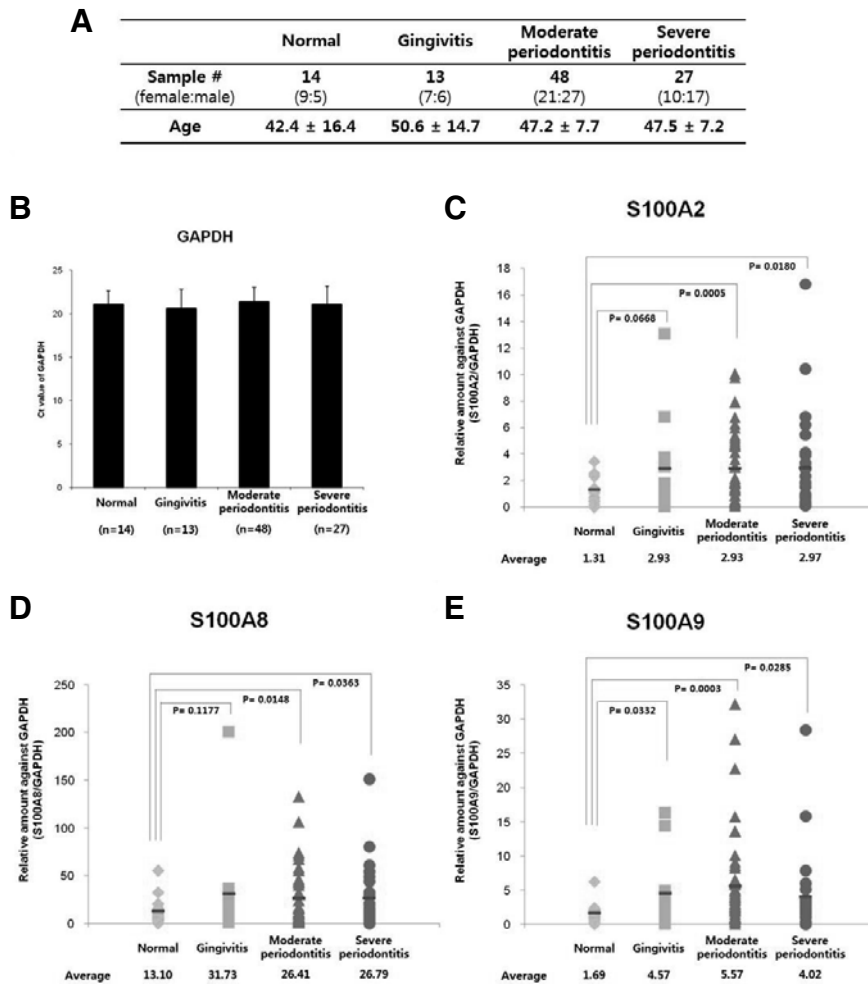 A
Normal Gingivitis Moderate periodontitis Severe periodontitis
Sample # 14 13 48 27
(female:male) (9:5) (7:6) (21:27) (10:17)
Age 42.4 ± 16.4 50.6 ± 14.7 47.2 ± 7.7 47.5 ± 7.2
B
GAPDH
Ct value of GAPDH
25
20
15
10
5
0
Normal Gingivitis Moderate periodontitis Severe periodontitis
(n=14) (n=13) (n=48) (n=27)
C
S100A2
Relative amount against GAPDH
(S100A2/GAPDH)
18
16
14
12
10
8
6
4
2
0
P= 0.0180
P= 0.0005
P= 0.0668
Normal Gingivitis Moderate periodontitis Severe periodontitis
Average 1.31 2.93 2.93 2.97
D
S100A8
Relative amount against GAPDH
(S100A8/GAPDH)
250
200
150
100
50
0
P= 0.0363
P= 0.0148
P= 0.1177
Normal Gingivitis Moderate periodontitis Severe periodontitis
Average 13.10 31.73 26.41 26.79
E
S100A9
Relative amount against GAPDH
(S100A9/GAPDH)
35
30
25
20
15
10
5
0
P= 0.0285
P= 0.0003
P= 0.0332
Normal Gingivitis Moderate periodontitis Severe periodontitis
Average 1.69 4.57 5.57 4.02